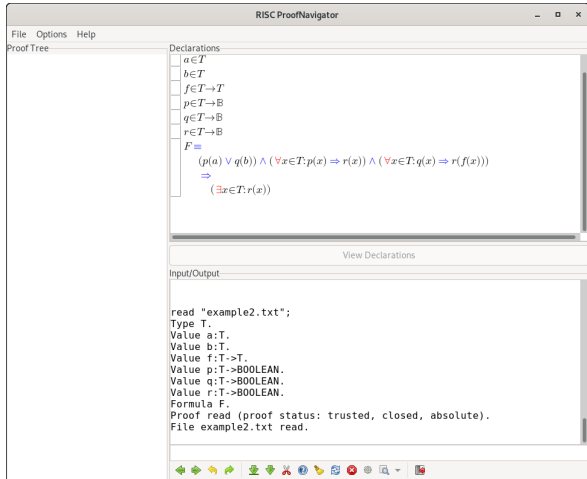 RISC ProofNavigator
File Options Help
Proof Tree
Declarations
a∈T
b∈T
f∈T→T
p∈T→𝔹
q∈T→𝔹
r∈T→𝔹
F≡
(p(a) ∨ q(b)) ∧ (∀x∈T:p(x) ⇒ r(x)) ∧ (∀x∈T:q(x) ⇒ r(f(x)))
⇒
(∃x∈T:r(x))
View Declarations
Input/Output
read "example2.txt";
Type T.
Value a:T.
Value b:T.
Value f:T->T.
Value p:T->BOOLEAN.
Value q:T->BOOLEAN.
Value r:T->BOOLEAN.
Formula F.
Proof read (proof status: trusted, closed, absolute).
File example2.txt read.